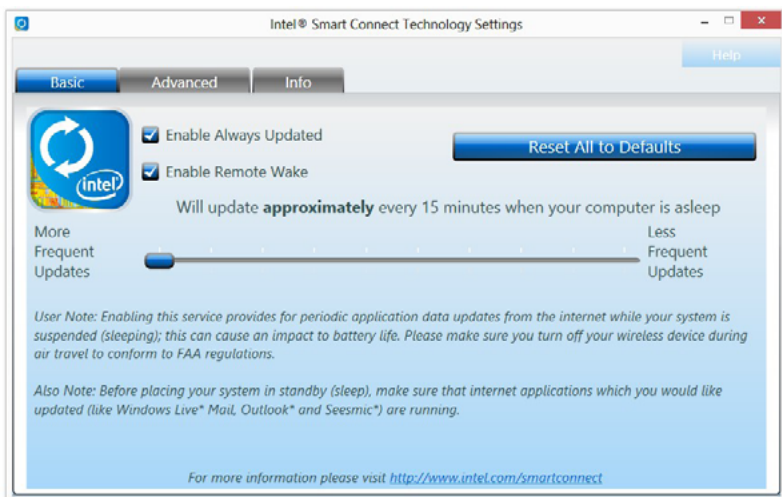 Intel® Smart Connect Technology Settings
Help
Basic
Advanced
Info
Enable Always Updated
Reset All to Defaults
Enable Remote Wake
intel
Will update approximately every 15 minutes when your computer is asleep
More
Frequent
Updates
Less
Frequent
Updates
User Note: Enabling this service provides for periodic application data updates from the internet while your system is
suspended (sleeping); this can cause an impact to battery life. Please make sure you turn off your wireless device during
air travel to conform to FAA regulations.
Also Note: Before placing your system in standby (sleep), make sure that internet applications which you would like
updated (like Windows Live* Mail, Outlook* and Seesmic*) are running.
For more information please visit http://www.intel.com/smartconnect